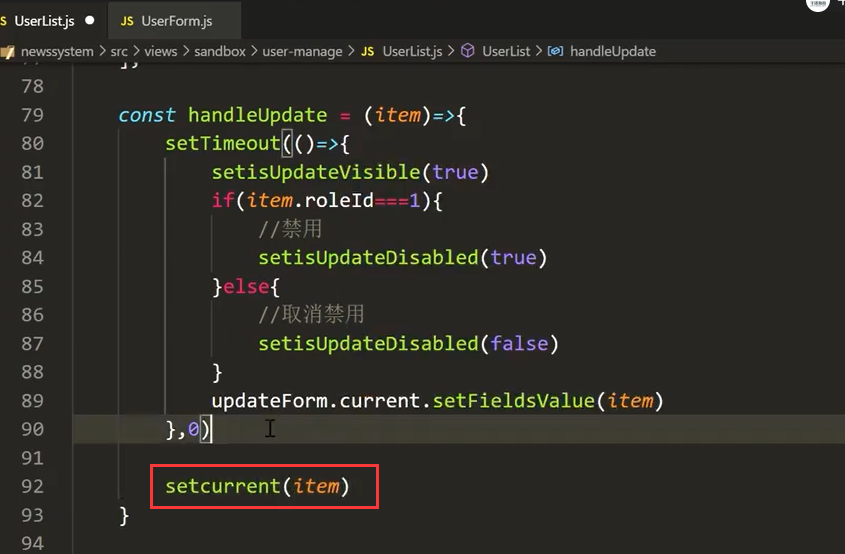 JS UserList.js ● JS UserForm.js
newssystem > src > views > sandbox > user-manage > JS UserList.js > UserList > handleUpdate
78
79 const handleUpdate = (item)=>{
80 setTimeout(()=>{
81 setisUpdateVisible(true)
82 if(item.roleId===1){
83 //禁用
84 setisUpdateDisabled(true)
85 }else{
86 //取消禁用
87 setisUpdateDisabled(false)
88 }
89 updateForm.current.setFieldsValue(item)
90 },0)
91
92 setcurrent(item)
93 }
94